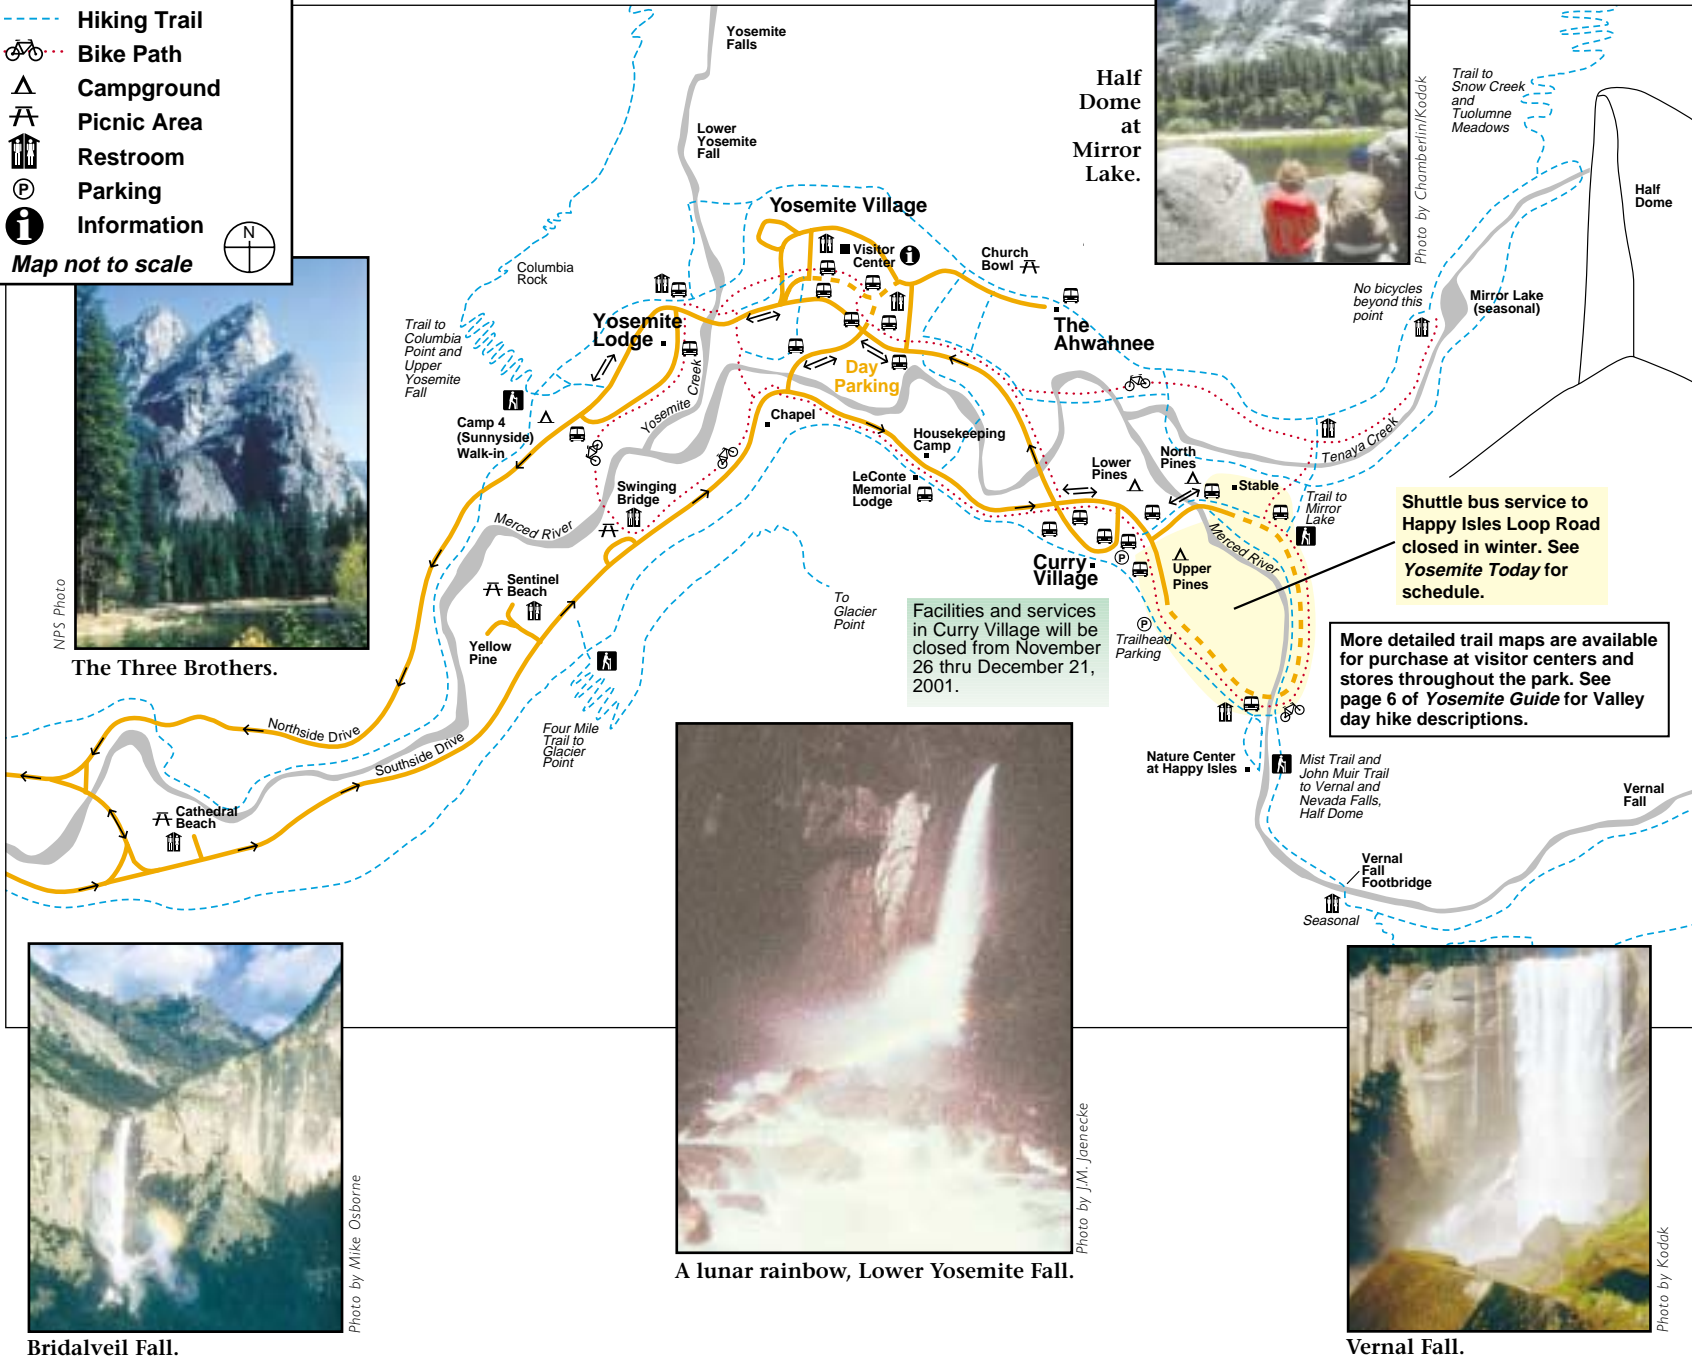 Hiking Trail
Bike Path
Campground
Picnic Area
Restroom
P
Parking
i
Information
Map not to scale
N
NPS Photo
The Three Brothers.
Yosemite
Falls
Lower
Yosemite
Fall
Columbia
Rock
Trail to
Columbia
Point and
Upper
Yosemite
Fall
Camp 4
(Sunnyside)
Walk-in
Yosemite
Lodge
Yosemite Creek
Yosemite Village
Visitor
Center
i
Church
Bowl
The
Ahwahnee
Day
Parking
Chapel
Housekeeping
Camp
LeConte
Memorial
Lodge
Swinging
Bridge
Merced River
Sentinel
Beach
Yellow
Pine
Four Mile
Trail to
Glacier
Point
To
Glacier
Point
Northside Drive
Southside Drive
Cathedral
Beach
Half
Dome
at
Mirror
Lake.
Photo by Chamberlin/Kodak
Trail to
Snow Creek
and
Tuolumne
Meadows
Half
Dome
No bicycles
beyond this
point
Mirror Lake
(seasonal)
Tenaya Creek
Lower
Pines
North
Pines
Stable
Trail to
Mirror
Lake
Merced River
Upper
Pines
P
Curry
Village
P
Trailhead
Parking
Shuttle bus service to
Happy Isles Loop Road
closed in winter. See
Yosemite Today for
schedule.
Facilities and services
in Curry Village will be
closed from November
26 thru December 21,
2001.
More detailed trail maps are available
for purchase at visitor centers and
stores throughout the park. See
page 6 of Yosemite Guide for Valley
day hike descriptions.
Nature Center
at Happy Isles
Mist Trail and
John Muir Trail
to Vernal and
Nevada Falls,
Half Dome
Vernal
Fall
Vernal
Fall
Footbridge
Seasonal
Photo by Mike Osborne
Bridalveil Fall.
Photo by J.M. Jaenecke
A lunar rainbow, Lower Yosemite Fall.
Photo by Kodak
Vernal Fall.